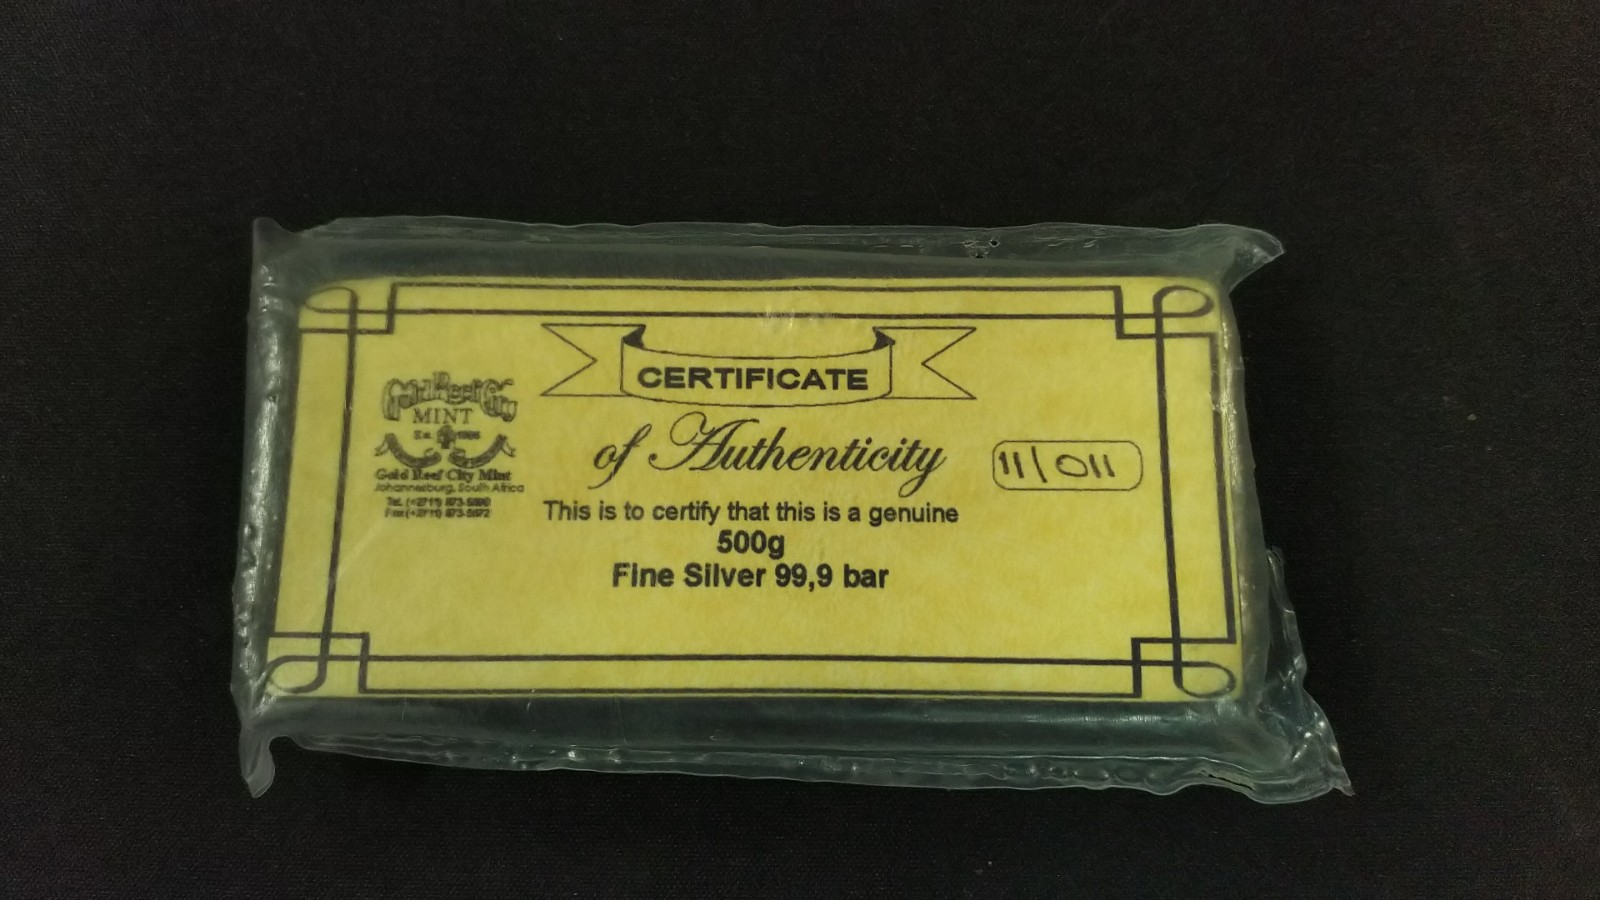 CERTIFICATE
of Authenticity
11/011
This is to certify that this is a genuine
500g
Fine Silver 99,9 bar
Gold Reef City
MINT
Gold Reef City Mint
Johannesburg, South Africa